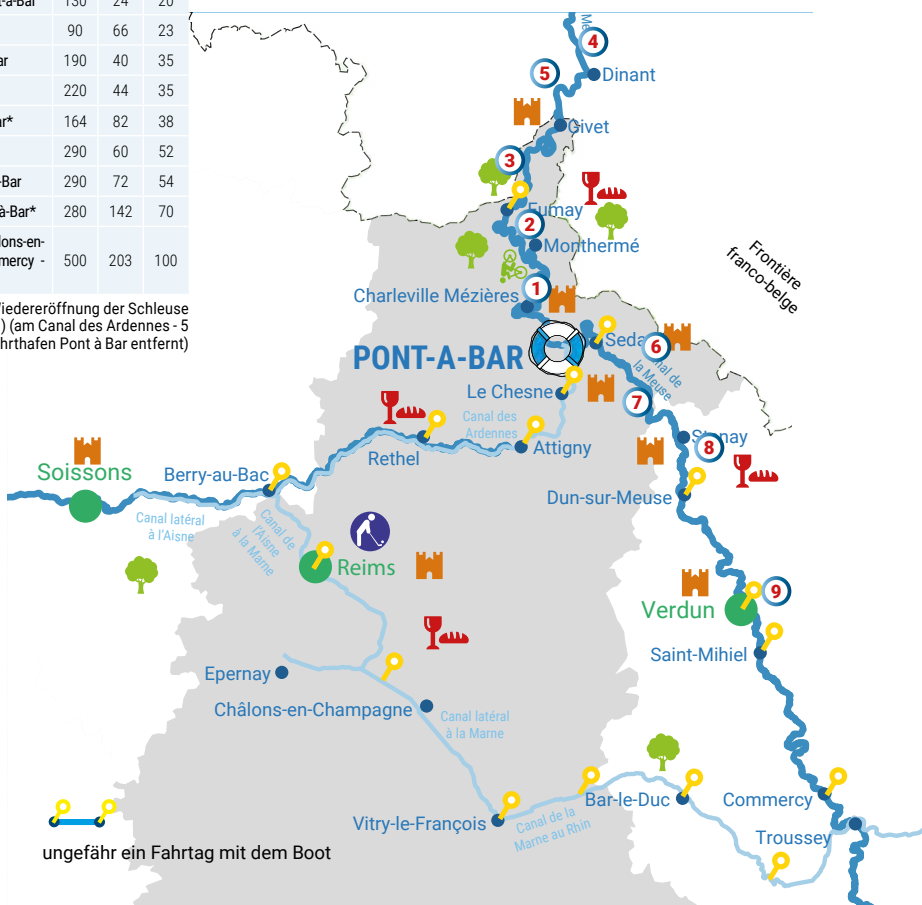 130 24 20
90 66 23
ar 190 40 35
220 44 35
ar* 164 82 38
290 60 52
-Bar 290 72 54
à-Bar* 280 142 70
lons-en-
mercy - 500 203 100
Wiedereröffnung der Schleuse
) (am Canal des Ardennes - 5
hrthafen Pont à Bar entfernt)
4
Dinant
5
Givet
3
Fumay
2
Monthermé
Frontière
franco-belge
1
Charleville Mézières
6
PONT-A-BAR
Le Chesne
7
Canal des
Ardennes
la Meuse
Attigny
Rethel
8
Soissons
Berry-au-Bac
Dun-sur-Meuse
Canal latéral
à l'Aisne
Canal de
l'Aisne
à la Marne
Reims
9
Verdun
Saint-Mihiel
Epernay
Châlons-en-Champagne
Canal latéral
à la Marne
Bar-le-Duc
Commercy
Vitry-le-François
Canal de la
Marne au Rhin
Troussey
ungefähr ein Fahrtag mit dem Boot